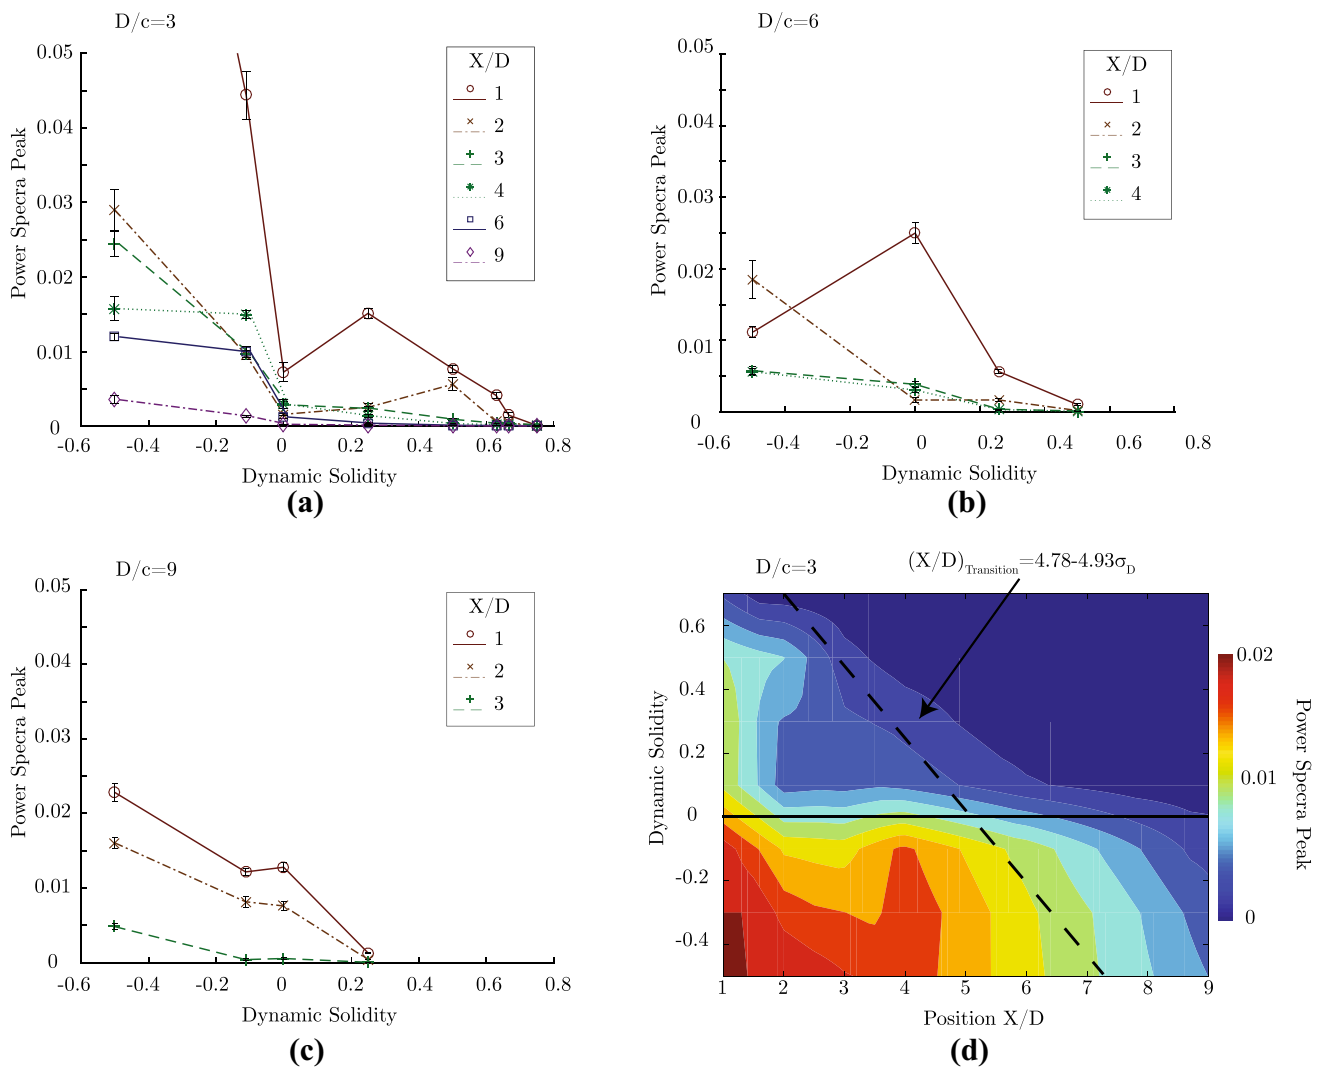 D/c=3
0.05
0.04
0.03
0.02
0.01
0
Power Specra Peak
-0.6 -0.4 -0.2 0 0.2 0.4 0.6 0.8
Dynamic Solidity
X/D
1
2
3
4
6
9
(a)
D/c=6
0.05
0.04
0.03
0.02
0.01
0
Power Specra Peak
-0.6 -0.4 -0.2 0 0.2 0.4 0.6 0.8
Dynamic Solidity
X/D
1
2
3
4
(b)
D/c=9
0.05
0.04
0.03
0.02
0.01
0
Power Specra Peak
-0.6 -0.4 -0.2 0 0.2 0.4 0.6 0.8
Dynamic Solidity
X/D
1
2
3
(c)
D/c=3
(X/D)Transition=4.78-4.93σD
0.6
0.4
0.2
0
-0.2
-0.4
Dynamic Solidity
1 2 3 4 5 6 7 8 9
Position X/D
0.02
0.01
0
Power Specra Peak
(d)